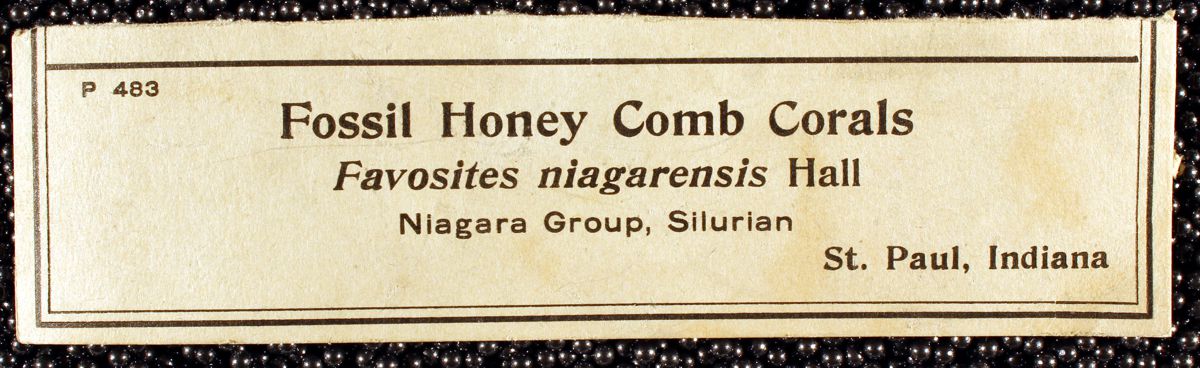 P 483
Fossil Honey Comb Corals
Favosites niagarensis Hall
Niagara Group, Silurian
St. Paul, Indiana